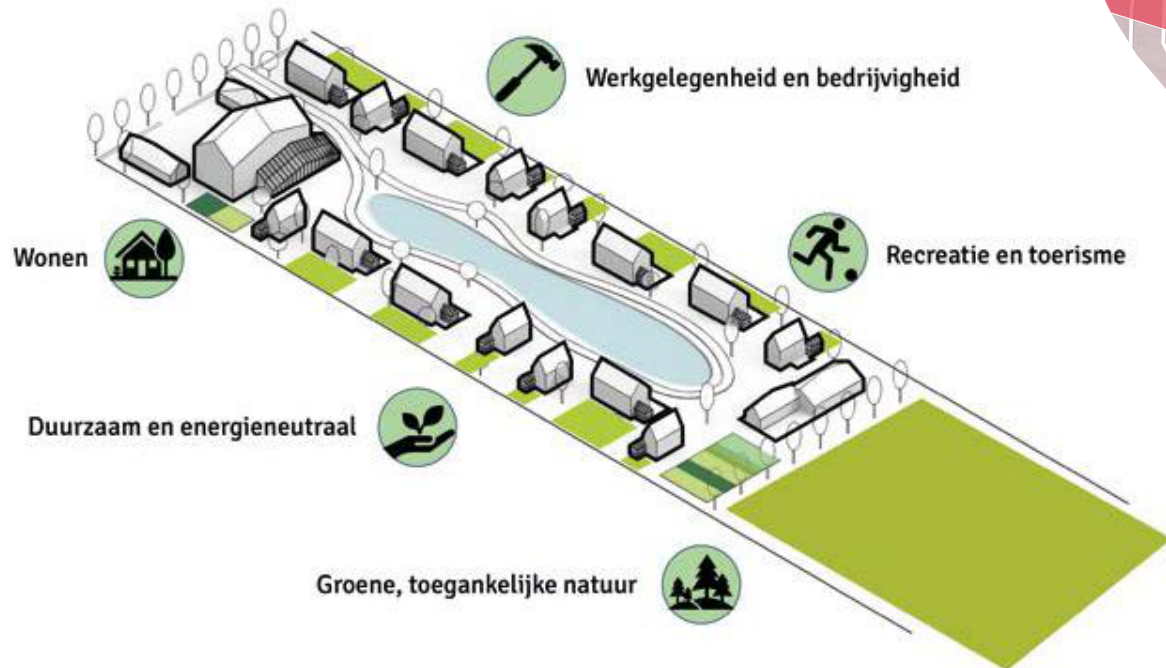 Werkgelegenheid en bedrijvigheid
Wonen
Recreatie en toerisme
Duurzaam en energieneutraal
Groene, toegankelijke natuur